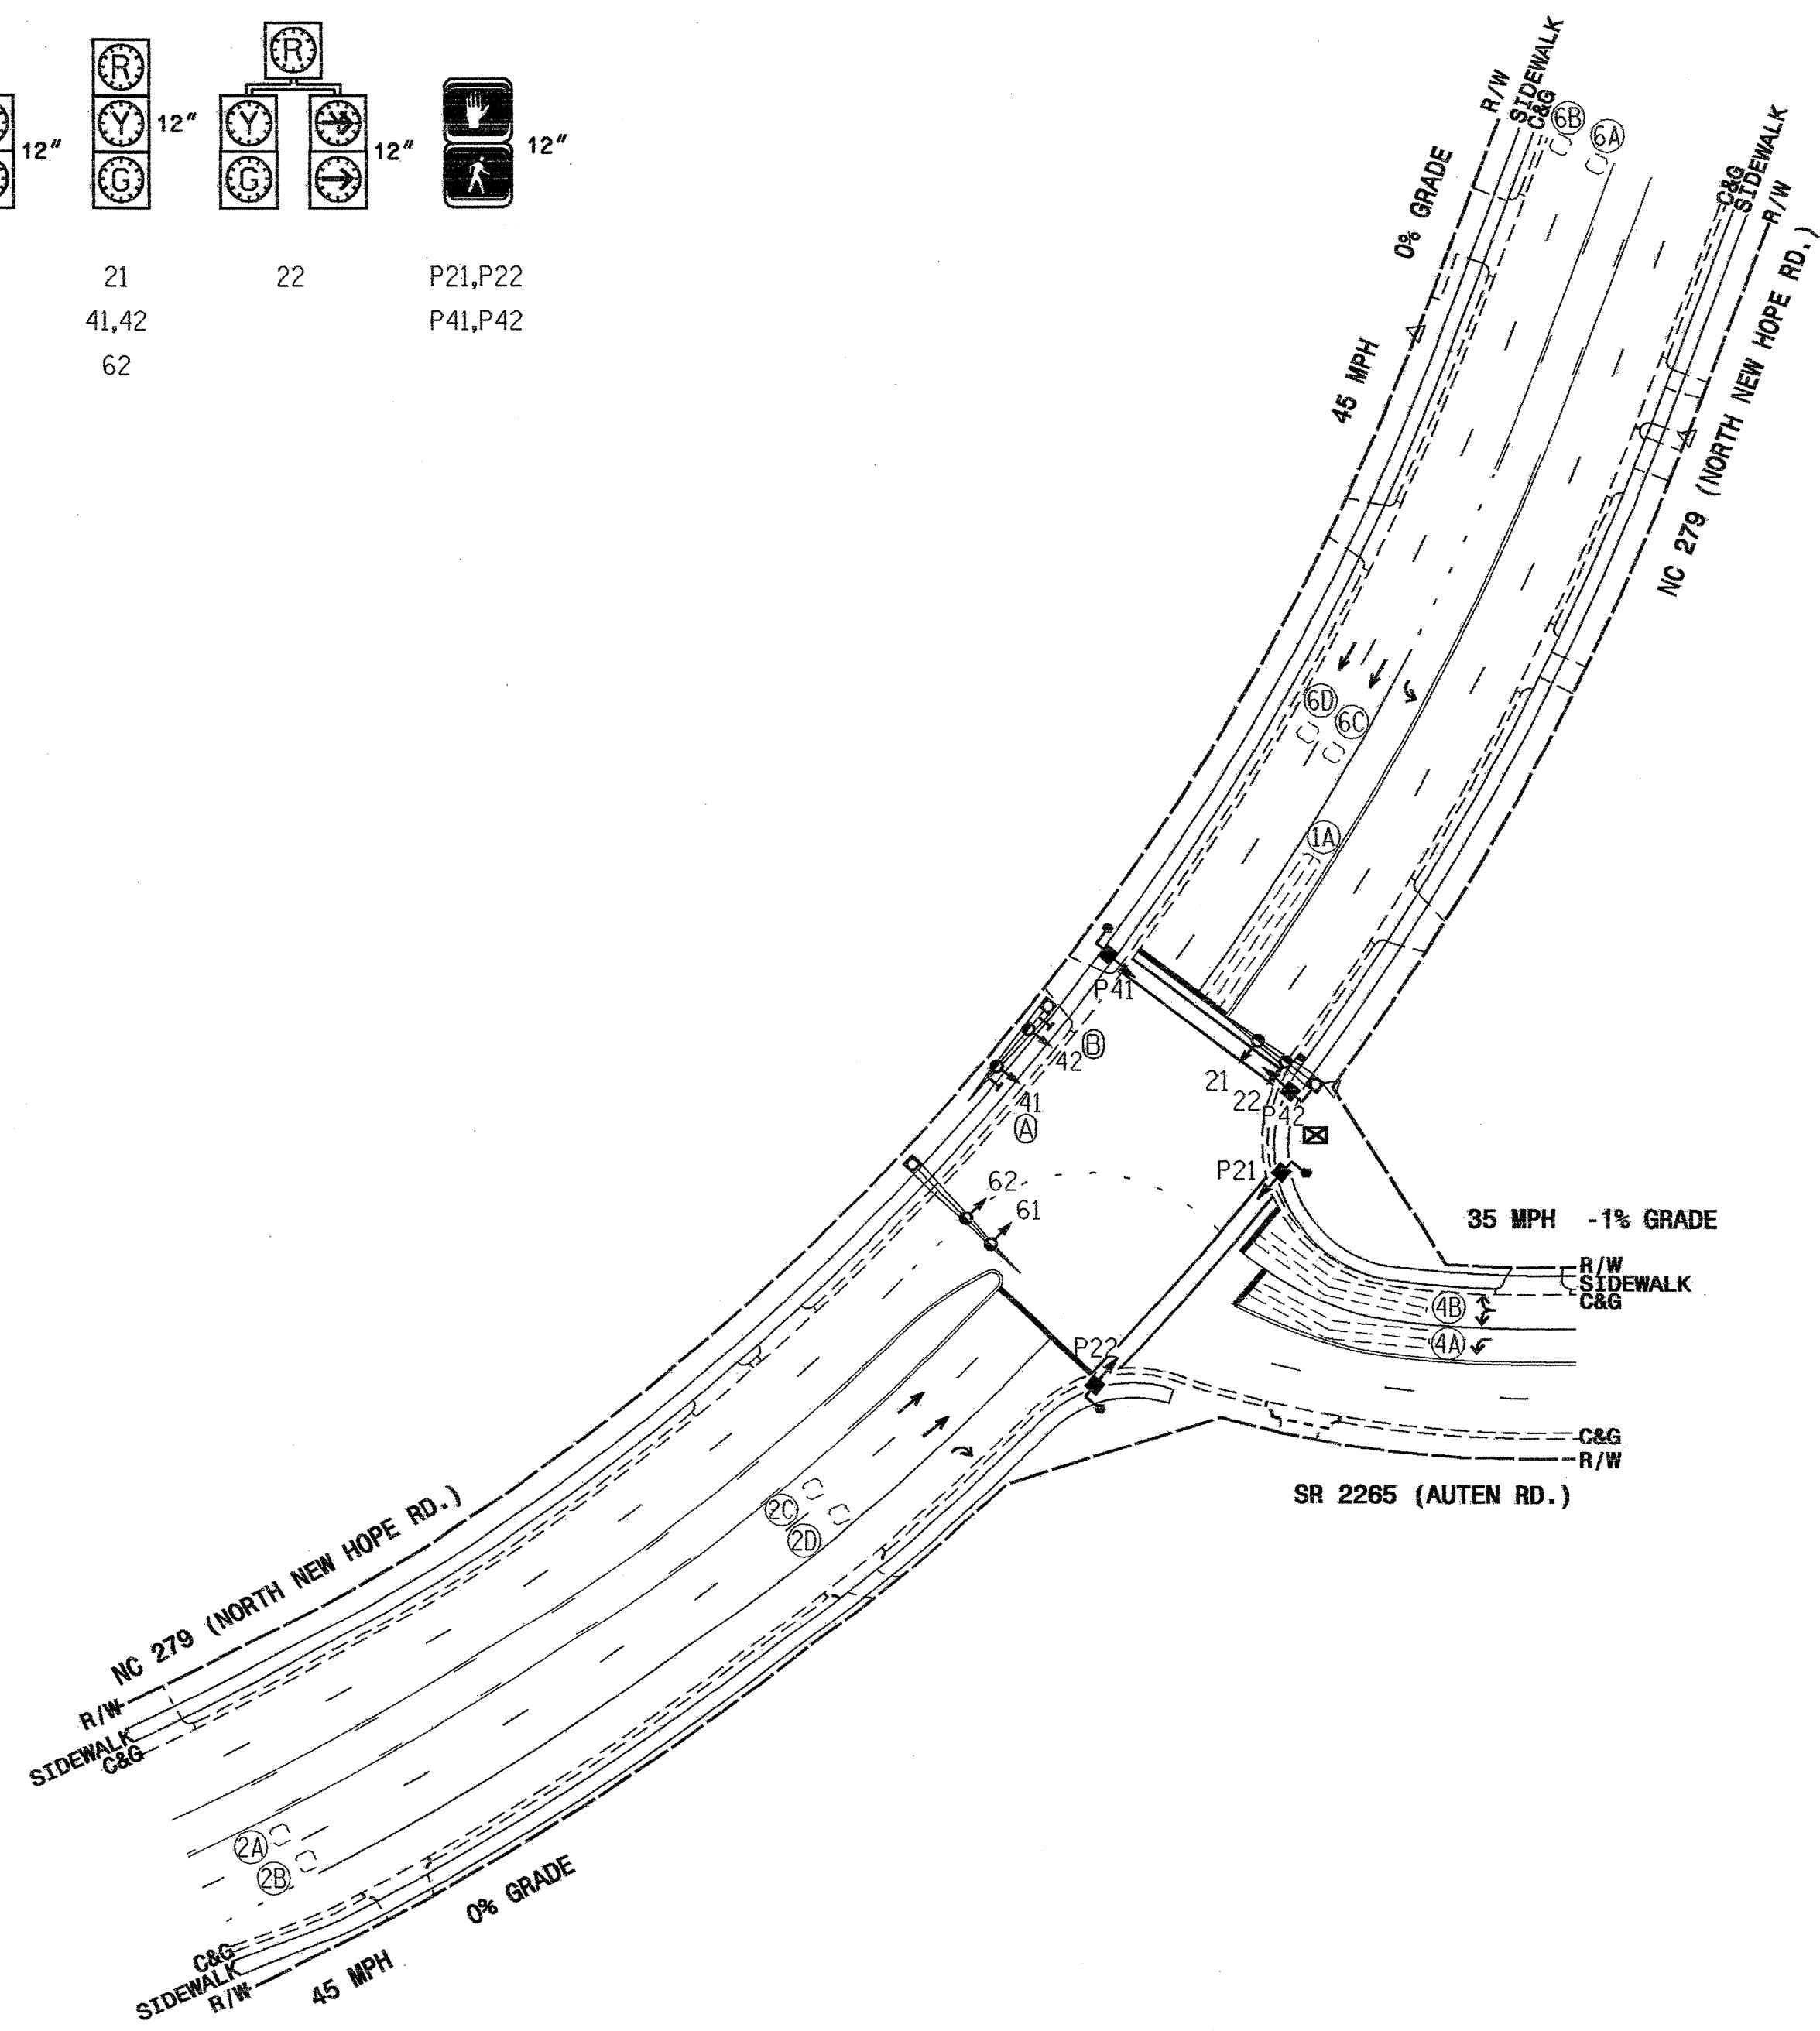 R
Y
G
12"
12"
R
Y
G
12"
12"
21
22
P21,P22
41,42
P41,P42
62
R/W
SIDEWALK
C&G
6B
6A
C&G
SIDEWALK
R/W
0% GRADE
45 MPH
NC 279 (NORTH NEW HOPE RD.)
6D
6C
1A
P41
B
42
41
A
21
22
P42
P21
62
61
35 MPH -1% GRADE
R/W
SIDEWALK
C&G
4B
4A
P22
C&G
R/W
SR 2265 (AUTEN RD.)
2C
2D
NC 279 (NORTH NEW HOPE RD.)
R/W
SIDEWALK
C&G
2A
2B
0% GRADE
45 MPH
C&G
SIDEWALK
R/W